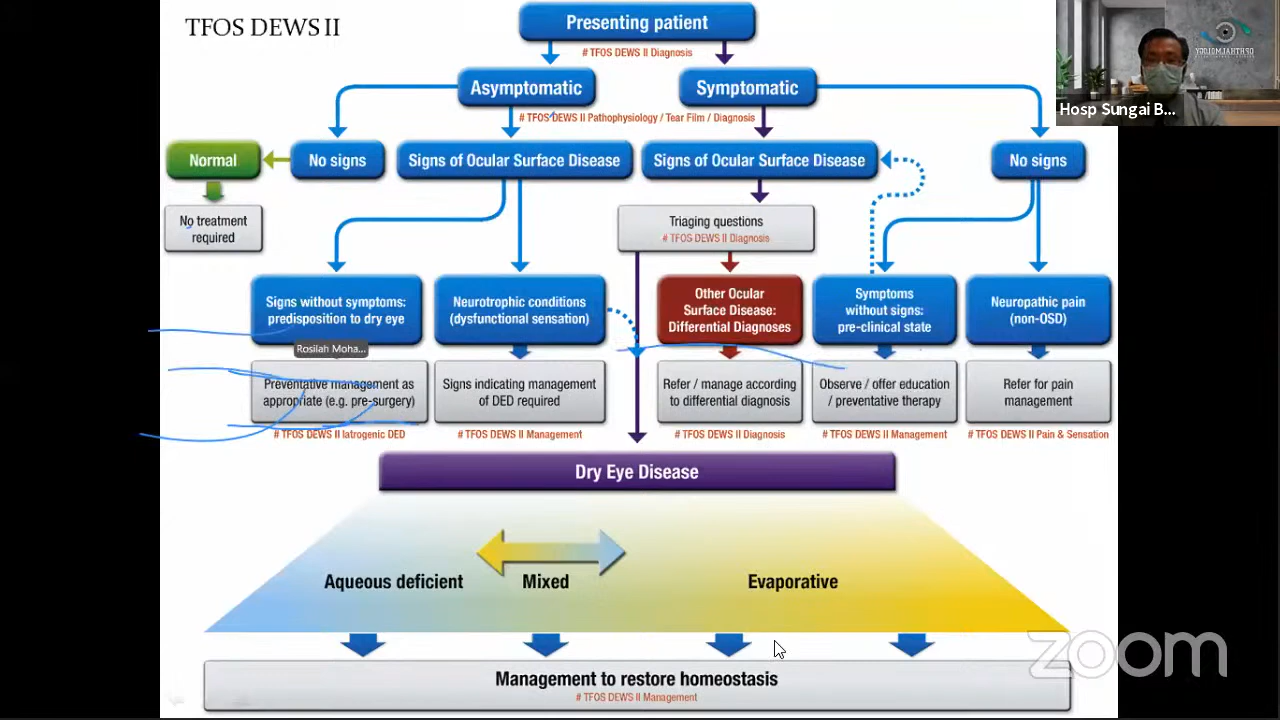 TFOS DEWS II
Presenting patient
# TFOS DEWS II Diagnosis
Asymptomatic
Symptomatic
# TFOS DEWS II Pathophysiology / Tear Film / Diagnosis
Normal
No signs
Signs of Ocular Surface Disease
Signs of Ocular Surface Disease
No signs
No treatment
required
Triaging questions
# TFOS DEWS II Diagnosis
Signs without symptoms:
predisposition to dry eye
Neurotrophic conditions
(dysfunctional sensation)
Other Ocular
Surface Disease:
Differential Diagnoses
Symptoms
without signs:
pre-clinical state
Neuropathic pain
(non-OSD)
Rosilah Moha...
Preventative management as
appropriate (e.g. pre-surgery)
Signs indicating management
of DED required
Refer / manage according
to differential diagnosis
Observe / offer education
/ preventative therapy
Refer for pain
management
# TFOS DEWS II Iatrogenic DED
# TFOS DEWS II Management
# TFOS DEWS II Diagnosis
# TFOS DEWS II Management
# TFOS DEWS II Pain & Sensation
Dry Eye Disease
Aqueous deficient
Mixed
Evaporative
Management to restore homeostasis
# TFOS DEWS II Management
Hosp Sungai B...
OPHTHALMOLOGY
zoom